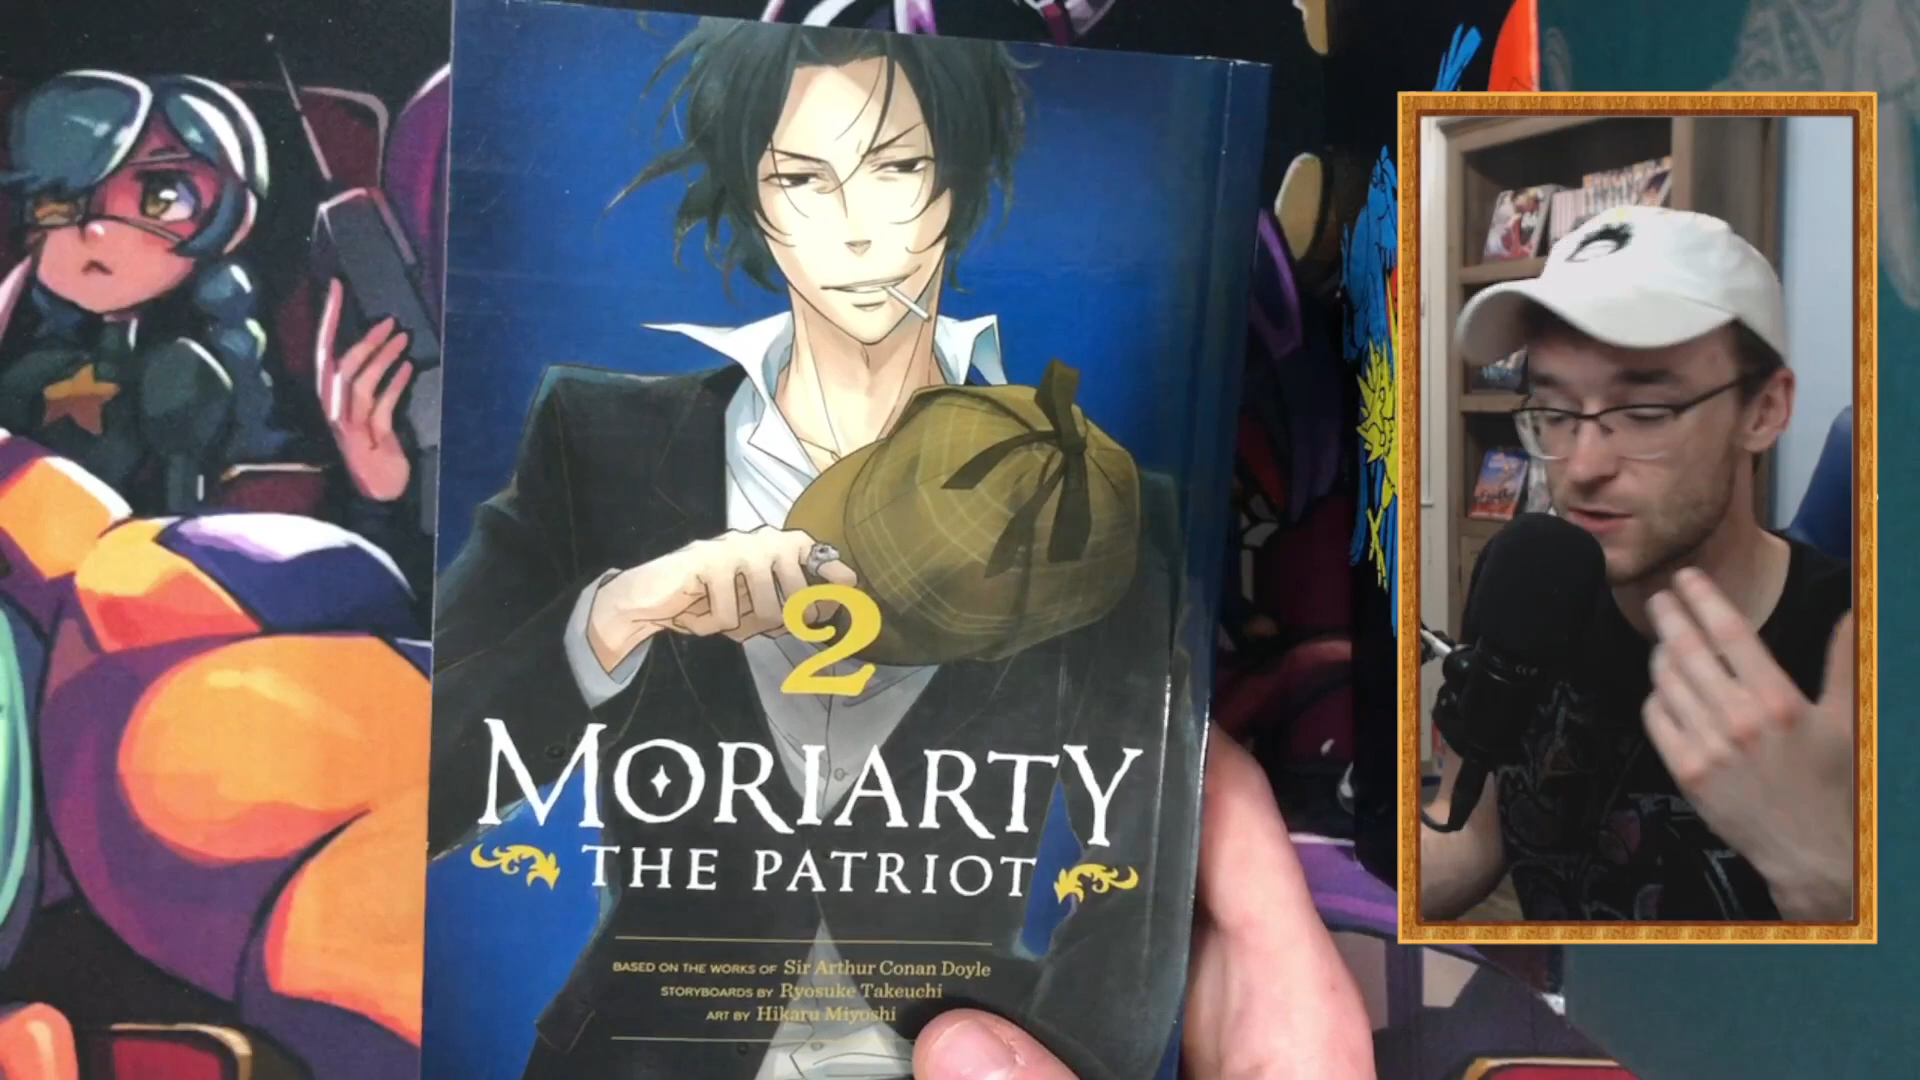 2
MORIARTY
THE PATRIOT
BASED ON THE WORKS OF Sir Arthur Conan Doyle
STORYBOARDS BY Ryosuke Takeuchi
ART BY Hikaru Miyoshi